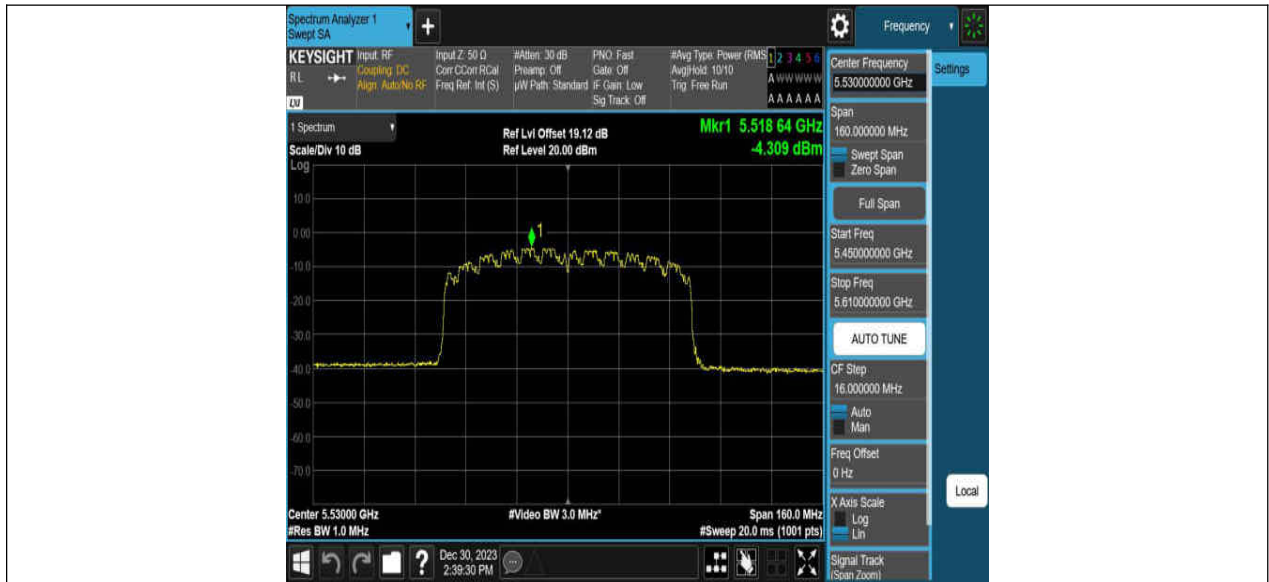 Spectrum Analyzer 1
Swept SA
+
Frequency
KEYSIGHT
RL
Input: RF
Coupling: DC
Align: Auto/No RF
Input Z: 50 Ω
Corr CCorr RCal
Freq Ref: Int (S)
#Atten: 30 dB
Preamp: Off
µW Path: Standard
PNO: Fast
Gate: Off
IF Gain: Low
Sig Track: Off
#Avg Type: Power (RMS
Avg|Hold: 10/10
Trig: Free Run
1 2 3 4 5 6
A W W W W W
A A A A A A
1 Spectrum
Scale/Div 10 dB
Log
Ref Lvl Offset 19.12 dB
Ref Level 20.00 dBm
Mkr1 5.518 64 GHz
-4.309 dBm
10.0
0.00
-10.0
-20.0
-30.0
-40.0
-50.0
-60.0
-70.0
1
Center 5.53000 GHz
#Res BW 1.0 MHz
#Video BW 3.0 MHz*
Span 160.0 MHz
#Sweep 20.0 ms (1001 pts)
?
Dec 30, 2023
2:39:30 PM
Center Frequency
5.530000000 GHz
Settings
Span
160.000000 MHz
Swept Span
Zero Span
Full Span
Start Freq
5.450000000 GHz
Stop Freq
5.610000000 GHz
AUTO TUNE
CF Step
16.000000 MHz
Auto
Man
Freq Offset
0 Hz
X Axis Scale
Log
Lin
Local
Signal Track
(Span Zoom)